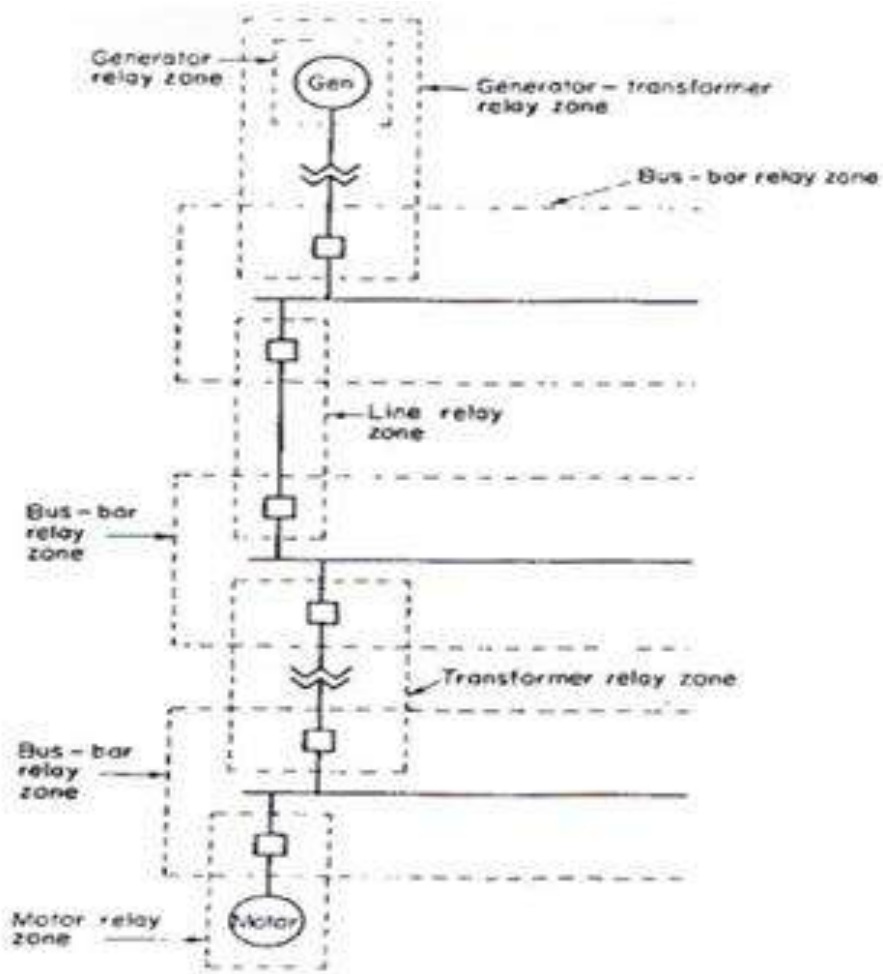 Generator
relay zone
Gen
Generator - transformer
relay zone
Bus - bar relay zone
Line relay
zone
Bus - bar
relay
zone
Transformer relay zone
Bus - bar
relay
zone
Motor relay
zone
Motor